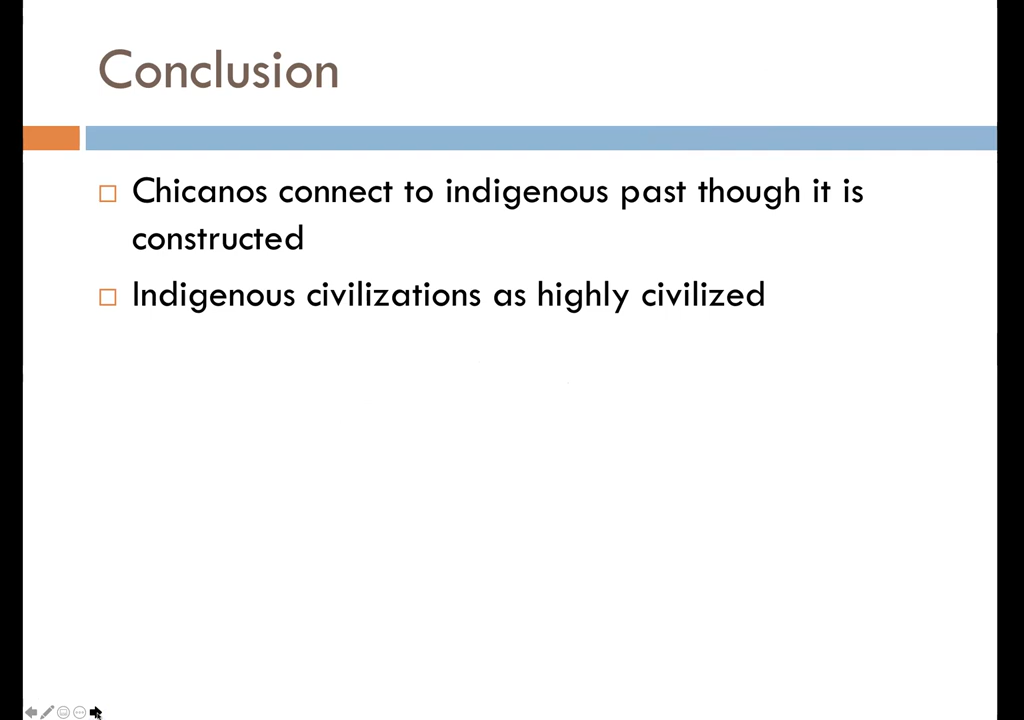 Conclusion
Chicanos connect to indigenous past though it is
constructed
Indigenous civilizations as highly civilized